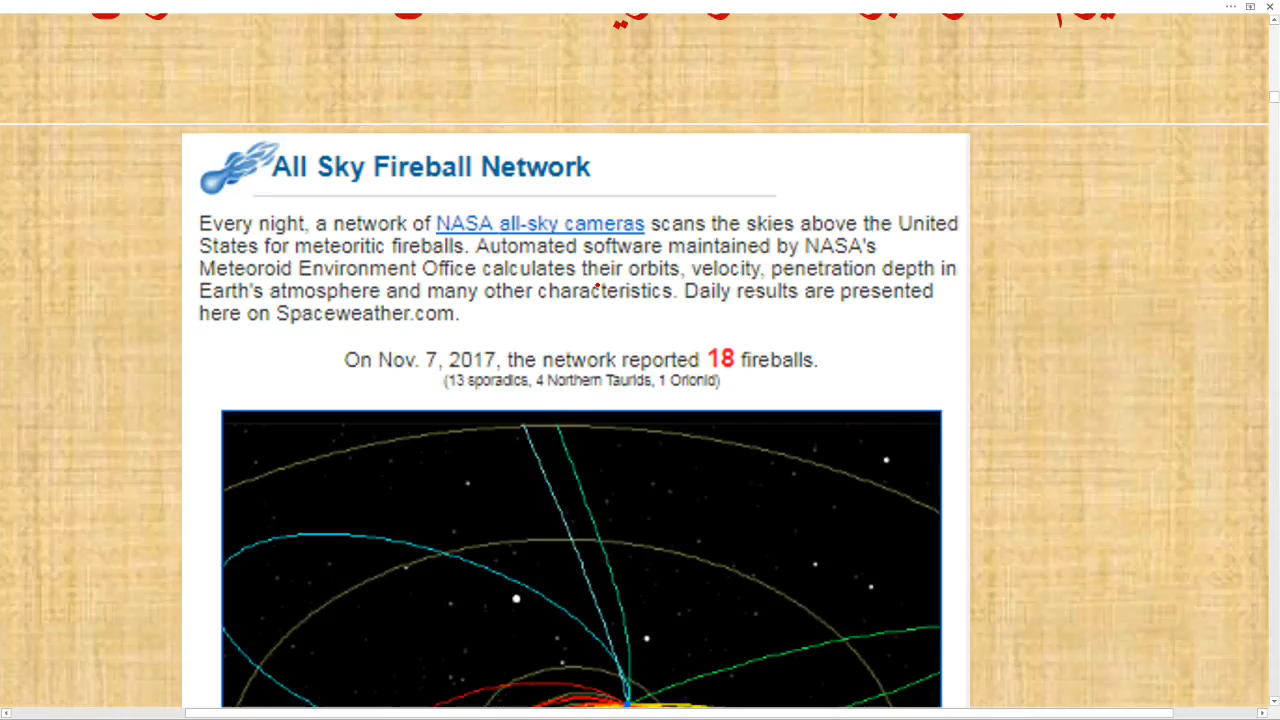 All Sky Fireball Network
Every night, a network of NASA all-sky cameras scans the skies above the United
States for meteoritic fireballs. Automated software maintained by NASA's
Meteoroid Environment Office calculates their orbits, velocity, penetration depth in
Earth's atmosphere and many other characteristics. Daily results are presented
here on Spaceweather.com.
On Nov. 7, 2017, the network reported 18 fireballs.
(13 sporadics, 4 Northern Taurids, 1 Orionid)